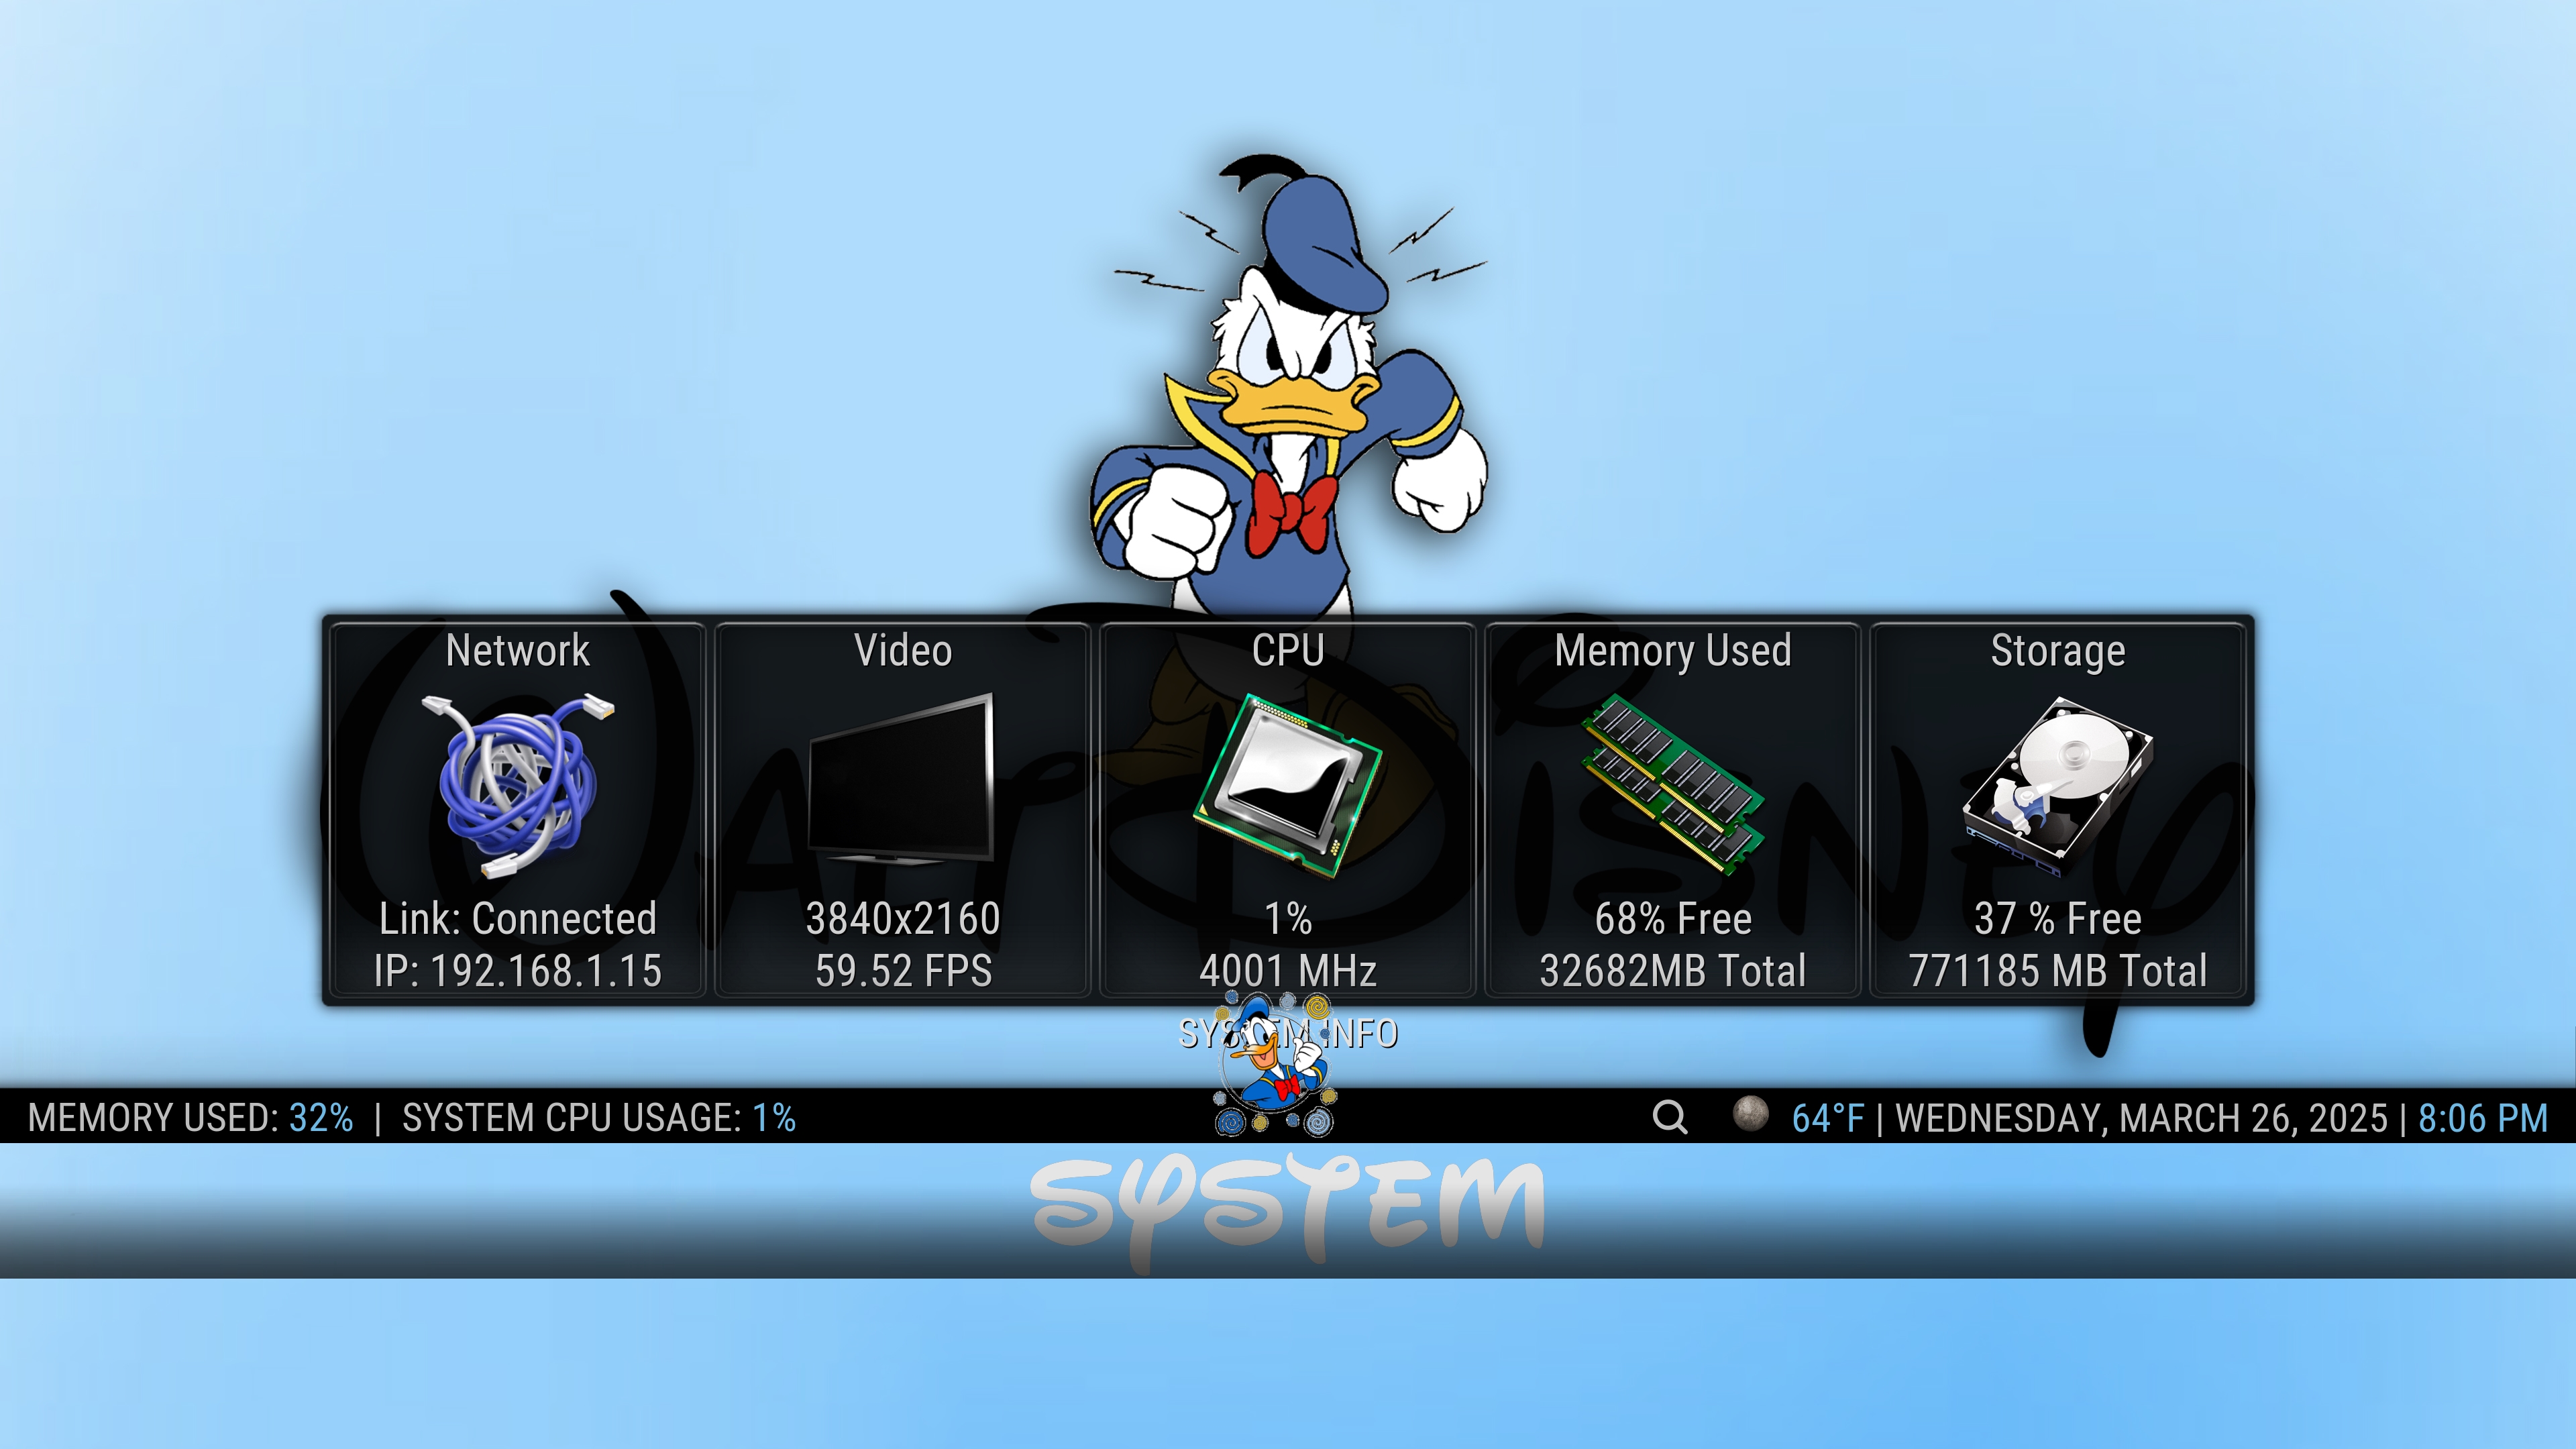 WALT DISNEY
Network
Video
CPU
Memory Used
Storage
Link: Connected
IP: 192.168.1.15
3840x2160
59.52 FPS
1%
4001 MHz
68% Free
32682MB Total
37 % Free
771185 MB Total
SYSTEM INFO
MEMORY USED: 32% | SYSTEM CPU USAGE: 1%
64°F | WEDNESDAY, MARCH 26, 2025 | 8:06 PM
SYSTEM